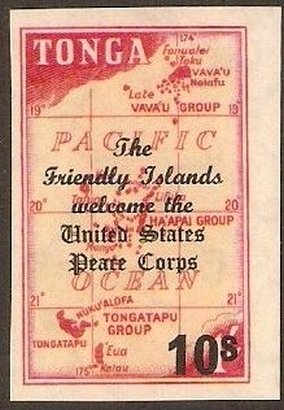 TONGA
174
Fonualei
Toku
VAVA'U
Neiafu
Late
VAVA'U GROUP
19° 19
PACIFIC
The
Friendly Islands
welcome the
United States
Peace Corps
20° 20
HA'APAI GROUP
OCEAN
21° 21
NUKU'ALOFA
TONGATAPU
GROUP
TONGATAPU
'Eua
175° Kalau
10s